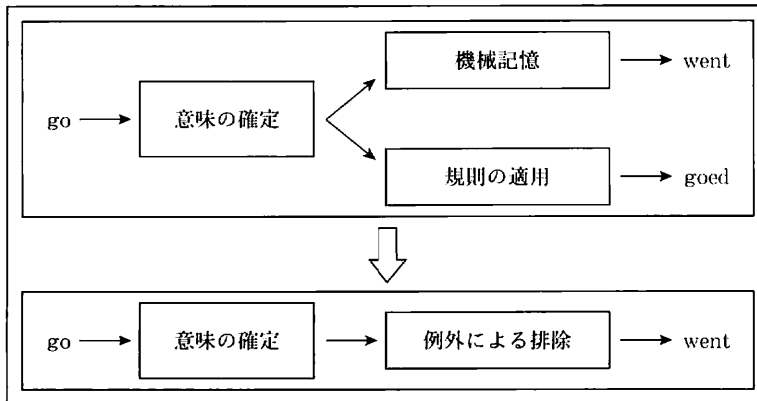 機械記憶
went
go
意味の確定
規則の適用
goed
go
意味の確定
例外による排除
went